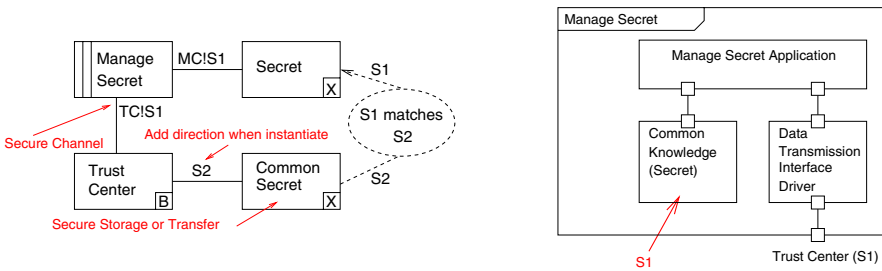 Manage
Secret
MC!S1
Secret
X
S1
S1 matches
S2
TC!S1
Secure Channel
Add direction when instantiate
Trust
Center
B
S2
Common
Secret
X
S2
Secure Storage or Transfer
Manage Secret
Manage Secret Application
Common
Knowledge
(Secret)
Data
Transmission
Interface
Driver
S1
Trust Center (S1)